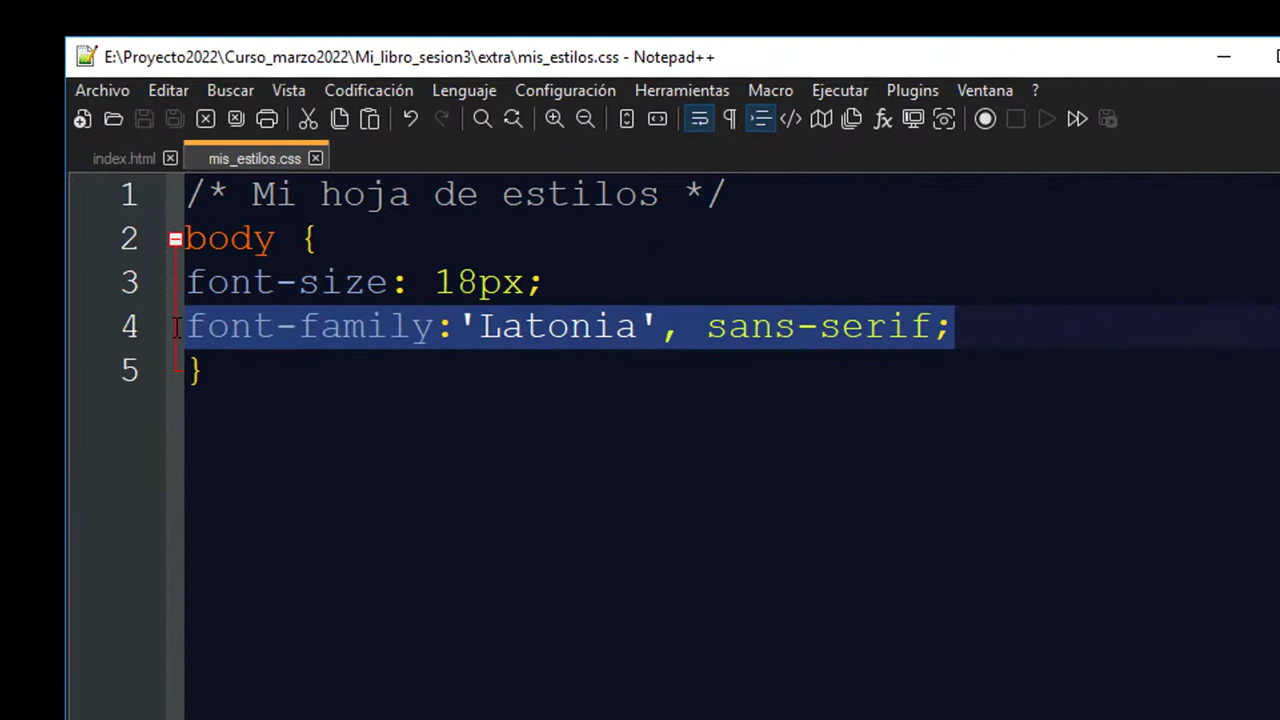 E:\Proyecto2022\Curso_marzo2022\Mi_libro_sesion3\extra\mis_estilos.css - Notepad++
Archivo Editar Buscar Vista Codificación Lenguaje Configuración Herramientas Macro Ejecutar Plugins Ventana ?
index.html mis_estilos.css
1 /* Mi hoja de estilos */
2 body {
3 font-size: 18px;
4 font-family:'Latonia', sans-serif;
5 }